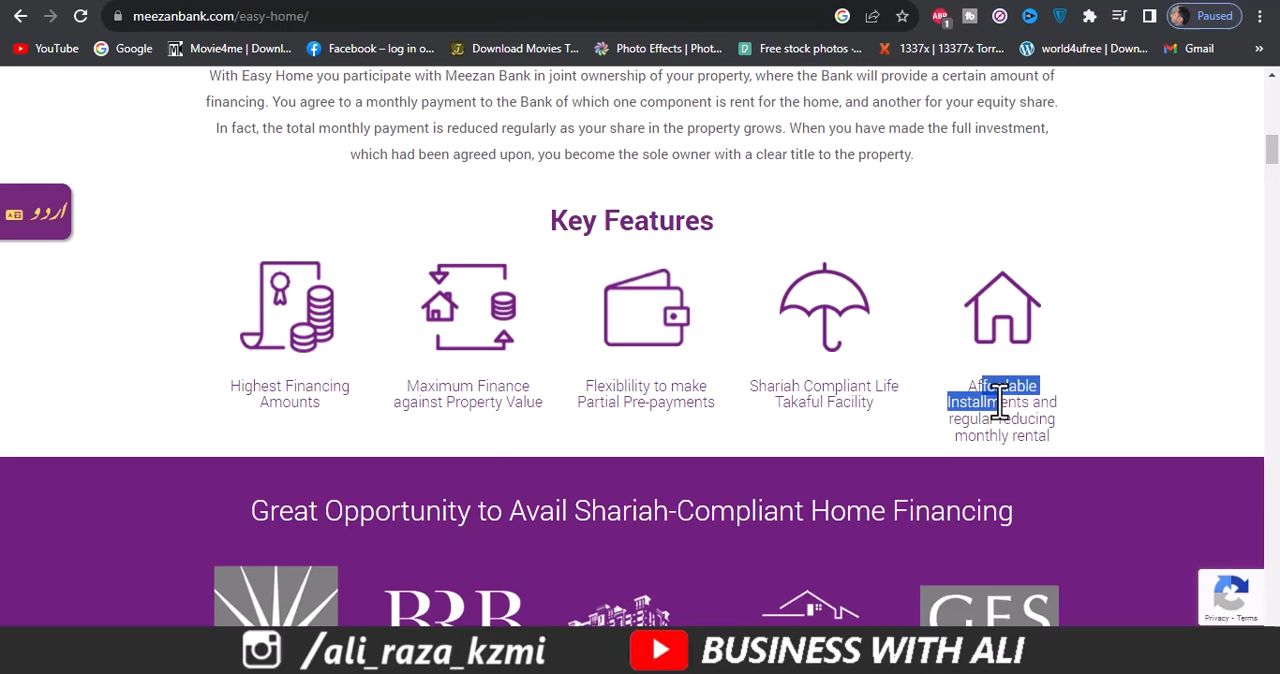 meezanbank.com/easy-home/
ABD
1
tb
Paused
YouTube
Google
Movie4me | Downl...
Facebook – log in o...
Download Movies T...
Photo Effects | Phot...
Free stock photos -...
1337x | 13377x Torr...
world4ufree | Down...
Gmail
»
With Easy Home you participate with Meezan Bank in joint ownership of your property, where the Bank will provide a certain amount of
financing. You agree to a monthly payment to the Bank of which one component is rent for the home, and another for your equity share.
In fact, the total monthly payment is reduced regularly as your share in the property grows. When you have made the full investment,
which had been agreed upon, you become the sole owner with a clear title to the property.
اردو
Key Features
Highest Financing
Amounts
Maximum Finance
against Property Value
Flexiblility to make
Partial Pre-payments
Shariah Compliant Life
Takaful Facility
Affordable
Installments and
regular reducing
monthly rental
Great Opportunity to Avail Shariah-Compliant Home Financing
GFS
Privacy - Terms
/ali_raza_kzmi
BUSINESS WITH ALI